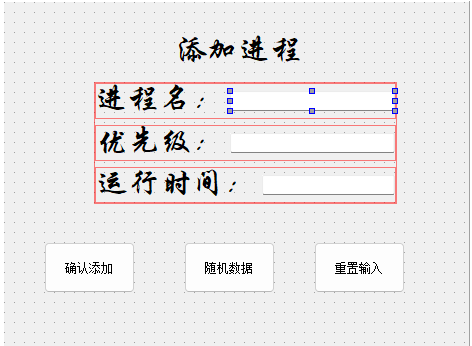 添加进程
进程名：
优先级：
运行时间：
确认添加 随机数据 重置输入